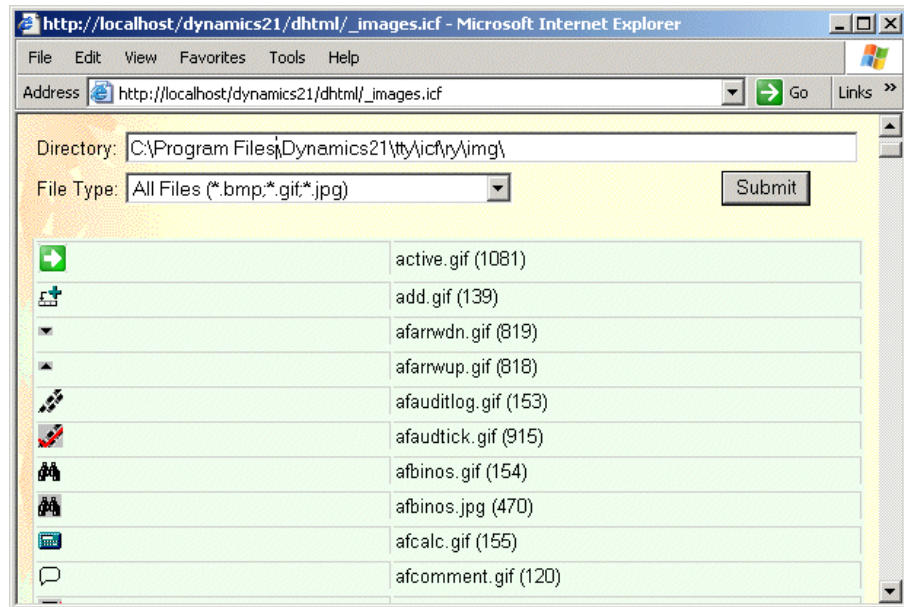 http://localhost/dynamics21/dhtml/_images.icf - Microsoft Internet Explorer
File Edit View Favorites Tools Help
Address http://localhost/dynamics21/dhtml/_images.icf Go Links »
Directory: C:\Program Files\Dynamics21\tty\icf\ry\img\
File Type: All Files (*.bmp;*.gif;*.jpg) Submit
active.gif (1081)
add.gif (139)
afarrwdn.gif (819)
afarrwup.gif (818)
afauditlog.gif (153)
afaudtick.gif (915)
afbinos.gif (154)
afbinos.jpg (470)
afcalc.gif (155)
afcomment.gif (120)